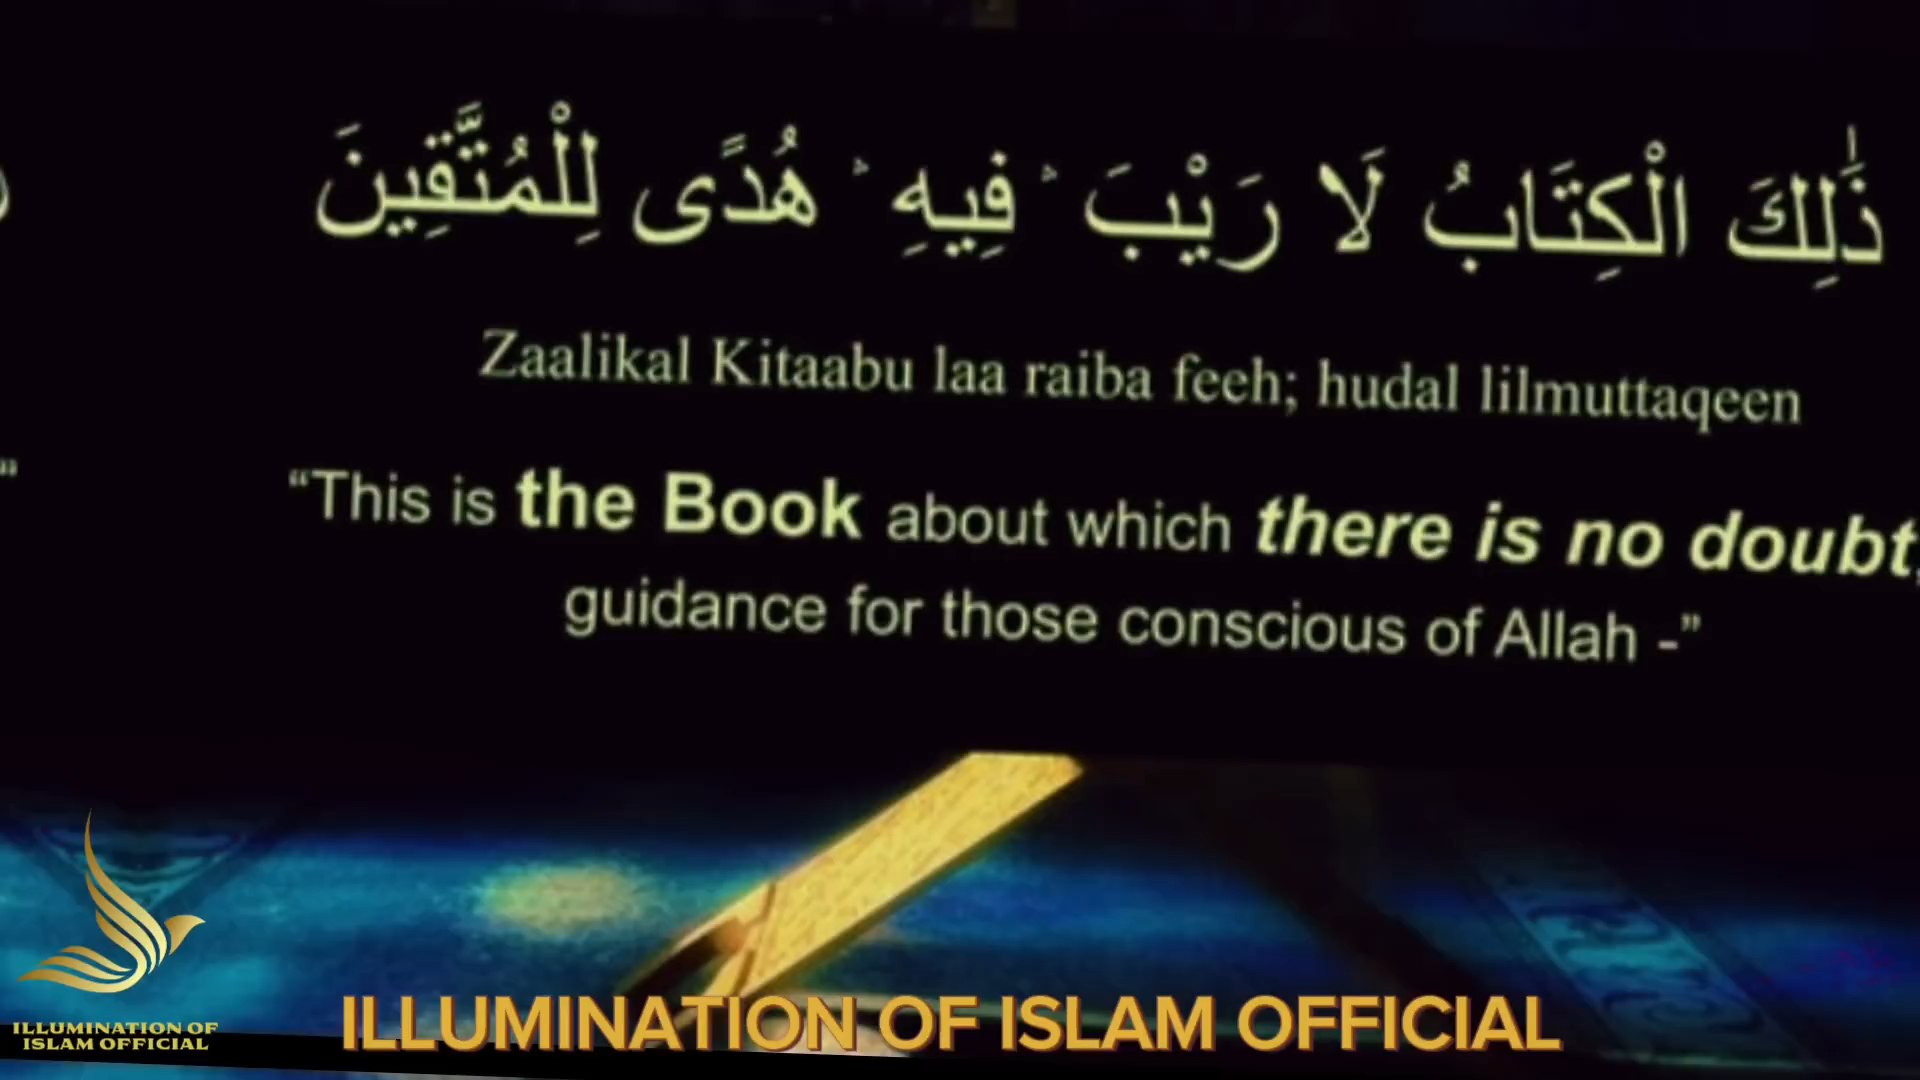 ذَٰلِكَ الْكِتَابُ لَا رَيْبَ ۛ فِيهِ ۛ هُدًى لِلْمُتَّقِينَ
Zaalikal Kitaabu laa raiba feeh; hudal lilmuttaqeen
“This is the Book about which there is no doubt,
guidance for those conscious of Allah -”
ILLUMINATION OF
ISLAM OFFICIAL
ILLUMINATION OF ISLAM OFFICIAL